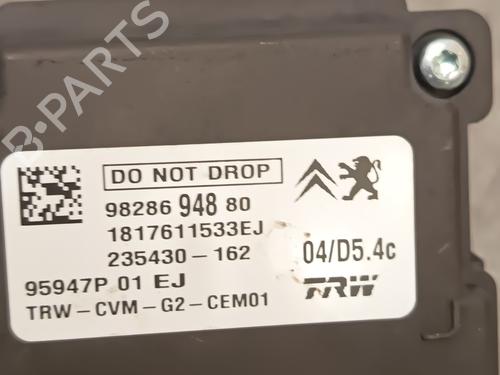 B-PARTS
DO NOT DROP
98286 948 80
1817611533EJ
235430-162
04/D5.4c
95947P 01 EJ
TRW
TRW-CVM-G2-CEM01